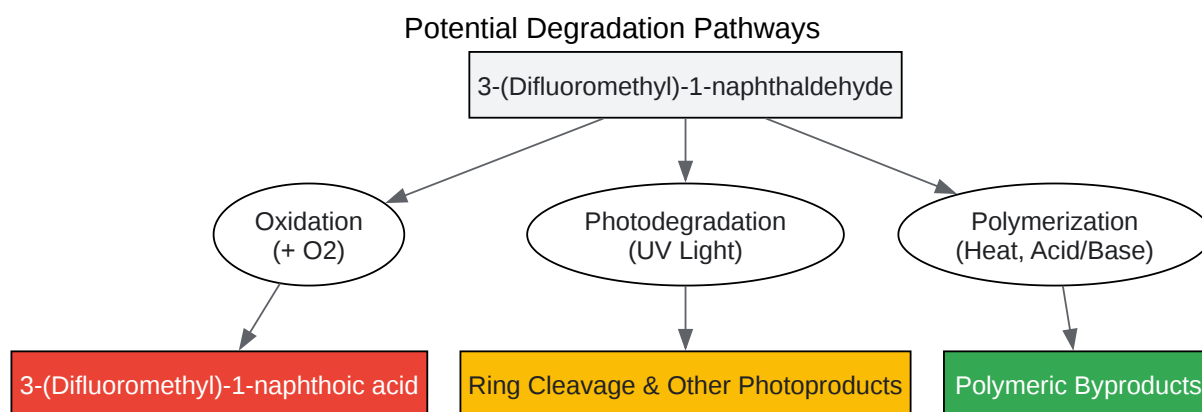 Potential Degradation Pathways
3-(Difluoromethyl)-1-naphthaldehyde
Oxidation
(+ O2)
Photodegradation
(UV Light)
Polymerization
(Heat, Acid/Base)
3-(Difluoromethyl)-1-naphthoic acid
Ring Cleavage & Other Photoproducts
Polymeric Byproducts